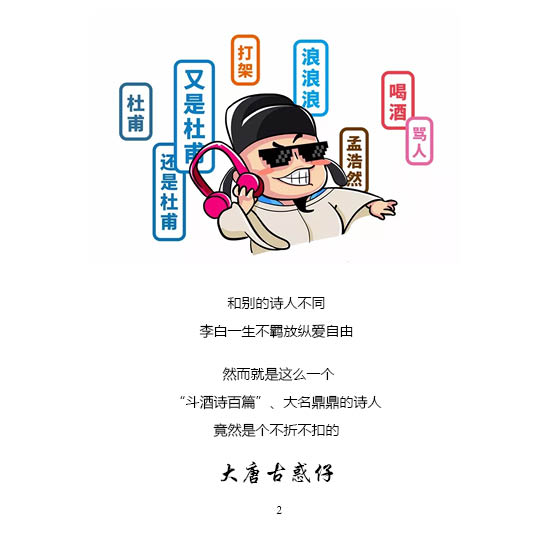 杜甫
又是杜甫
还是杜甫
打架
浪浪浪
孟浩然
喝酒
骂人
和别的诗人不同
李白一生不羁放纵爱自由
然而就是这么一个
“斗酒诗百篇”、大名鼎鼎的诗人
竟然是个不折不扣的
大唐古惑仔
2